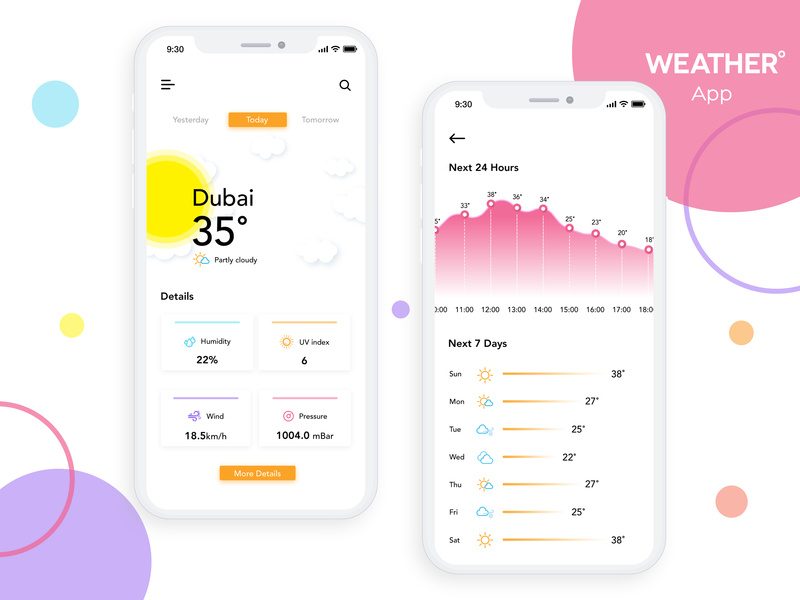 WEATHER°
App
9:30
Yesterday Today Tomorrow
Dubai
35°
Partly cloudy
Details
Humidity
22%
UV index
6
Wind
18.5km/h
Pressure
1004.0 mBar
More Details
9:30
Next 24 Hours
5° 33° 38° 36° 34° 25° 23° 20° 18°
0:00 11:00 12:00 13:00 14:00 15:00 16:00 17:00 18:0
Next 7 Days
Sun 38°
Mon 27°
Tue 25°
Wed 22°
Thu 27°
Fri 25°
Sat 38°